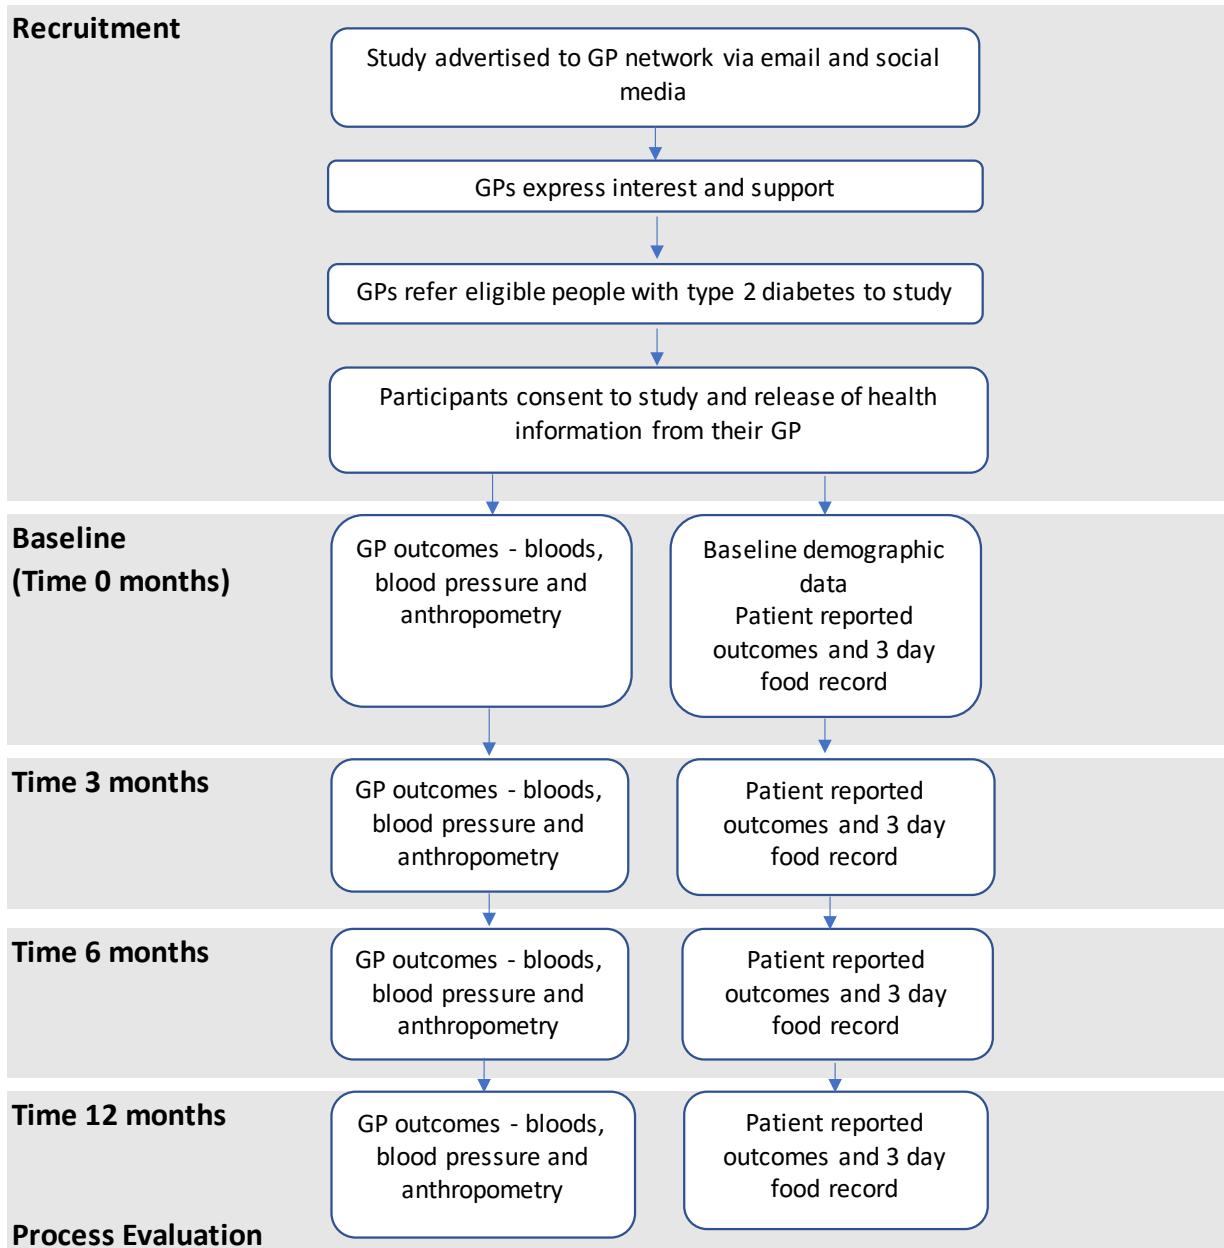 Recruitment
Study advertised to GP network via email and social
media
GPs express interest and support
GPs refer eligible people with type 2 diabetes to study
Participants consent to study and release of health
information from their GP
Baseline
(Time 0 months)
GP outcomes - bloods,
blood pressure and
anthropometry
Baseline demographic
data
Patient reported
outcomes and 3 day
food record
Time 3 months
GP outcomes - bloods,
blood pressure and
anthropometry
Patient reported
outcomes and 3 day
food record
Time 6 months
GP outcomes - bloods,
blood pressure and
anthropometry
Patient reported
outcomes and 3 day
food record
Time 12 months
GP outcomes - bloods,
blood pressure and
anthropometry
Patient reported
outcomes and 3 day
food record
Process Evaluation